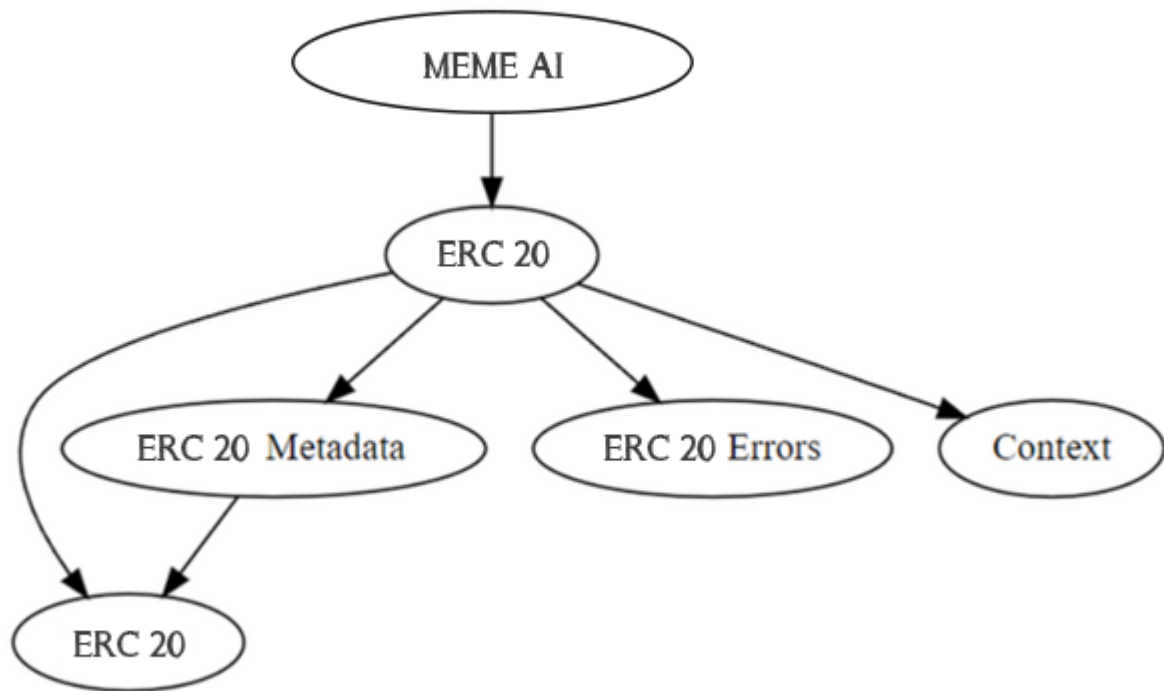 MEME AI
ERC 20
ERC 20 Metadata
ERC 20 Errors
Context
ERC 20